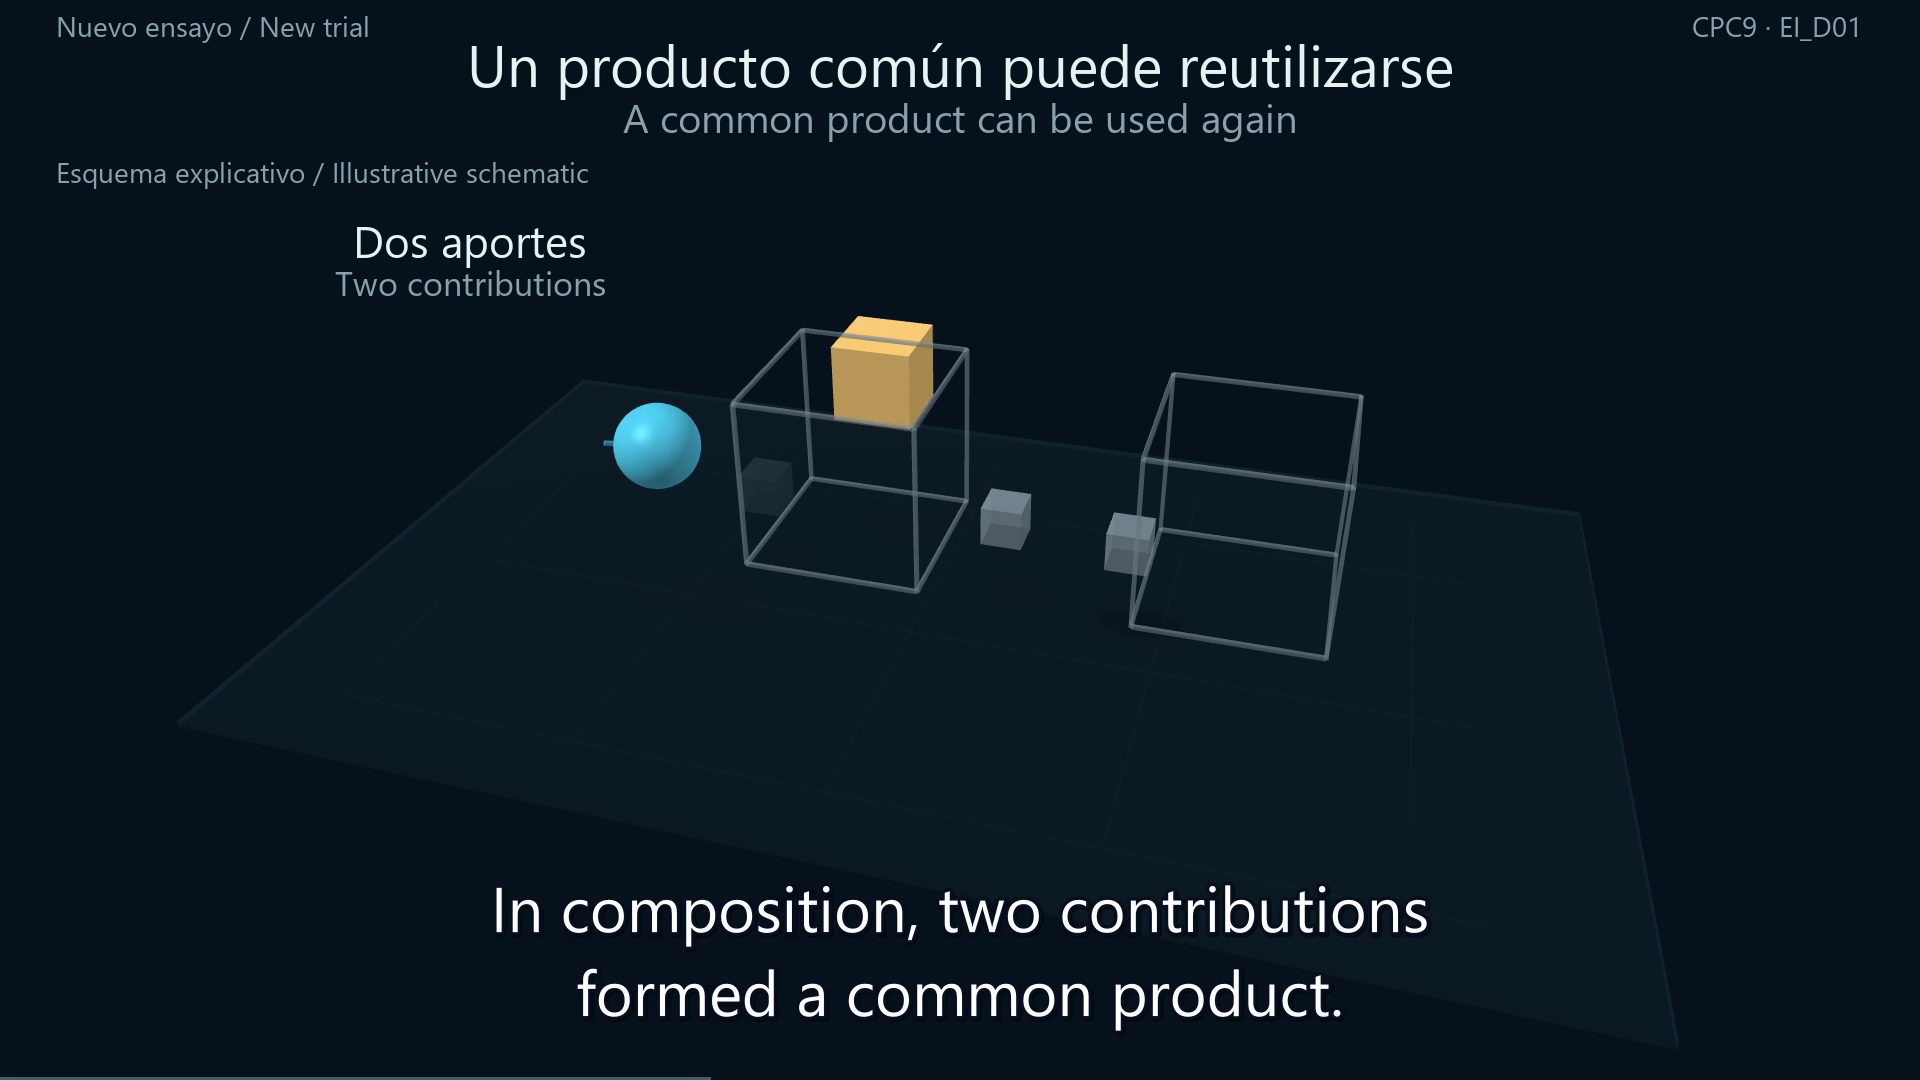 Nuevo ensayo / New trial
CPC9 · EI_D01
Un producto común puede reutilizarse
A common product can be used again
Esquema explicativo / Illustrative schematic
Dos aportes
Two contributions
In composition, two contributions
formed a common product.